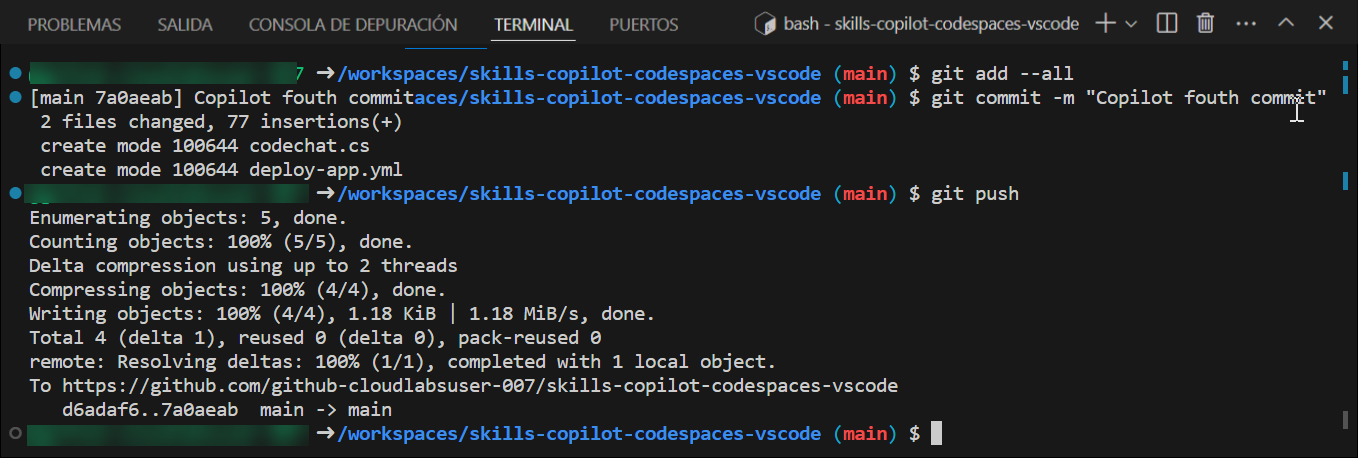 PROBLEMAS SALIDA CONSOLA DE DEPURACIÓN TERMINAL PUERTOS bash - skills-copilot-codespaces-vscode
7 ➜/workspaces/skills-copilot-codespaces-vscode (main) $ git add --all
[main 7a0aeab] Copilot fouth commitaces/skills-copilot-codespaces-vscode (main) $ git commit -m "Copilot fouth commit"
2 files changed, 77 insertions(+)
create mode 100644 codechat.cs
create mode 100644 deploy-app.yml
➜/workspaces/skills-copilot-codespaces-vscode (main) $ git push
Enumerating objects: 5, done.
Counting objects: 100% (5/5), done.
Delta compression using up to 2 threads
Compressing objects: 100% (4/4), done.
Writing objects: 100% (4/4), 1.18 KiB | 1.18 MiB/s, done.
Total 4 (delta 1), reused 0 (delta 0), pack-reused 0
remote: Resolving deltas: 100% (1/1), completed with 1 local object.
To https://github.com/github-cloudlabsuser-007/skills-copilot-codespaces-vscode
d6adaf6..7a0aeab main -> main
➜/workspaces/skills-copilot-codespaces-vscode (main) $